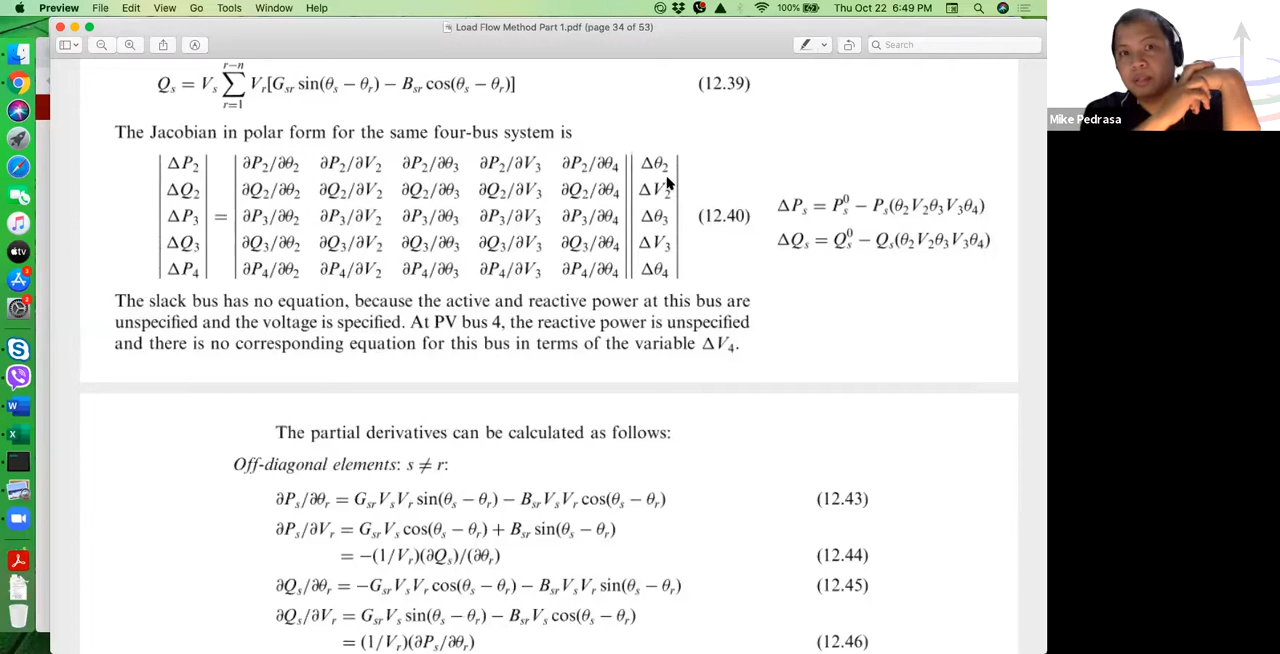 Preview File Edit View Go Tools Window Help 100% Thu Oct 22 6:49 PM
Load Flow Method Part 1.pdf (page 34 of 53)
Search
Q_s = V_s ∑_{r=1}^{r−n} V_r[G_sr sin(θ_s − θ_r) − B_sr cos(θ_s − θ_r)] (12.39)
The Jacobian in polar form for the same four-bus system is
|ΔP_2| |∂P_2/∂θ_2 ∂P_2/∂V_2 ∂P_2/∂θ_3 ∂P_2/∂V_3 ∂P_2/∂θ_4| |Δθ_2|
|ΔQ_2| |∂Q_2/∂θ_2 ∂Q_2/∂V_2 ∂Q_2/∂θ_3 ∂Q_2/∂V_3 ∂Q_2/∂θ_4| |ΔV_2|
|ΔP_3| = |∂P_3/∂θ_2 ∂P_3/∂V_2 ∂P_3/∂θ_3 ∂P_3/∂V_3 ∂P_3/∂θ_4| |Δθ_3| (12.40)
|ΔQ_3| |∂Q_3/∂θ_2 ∂Q_3/∂V_2 ∂Q_3/∂θ_3 ∂Q_3/∂V_3 ∂Q_3/∂θ_4| |ΔV_3|
|ΔP_4| |∂P_4/∂θ_2 ∂P_4/∂V_2 ∂P_4/∂θ_3 ∂P_4/∂V_3 ∂P_4/∂θ_4| |Δθ_4|
ΔP_s = P_s^0 − P_s(θ_2 V_2 θ_3 V_3 θ_4)
ΔQ_s = Q_s^0 − Q_s(θ_2 V_2 θ_3 V_3 θ_4)
The slack bus has no equation, because the active and reactive power at this bus are
unspecified and the voltage is specified. At PV bus 4, the reactive power is unspecified
and there is no corresponding equation for this bus in terms of the variable ΔV_4.
The partial derivatives can be calculated as follows:
Off-diagonal elements: s ≠ r:
∂P_s/∂θ_r = G_sr V_s V_r sin(θ_s − θ_r) − B_sr V_s V_r cos(θ_s − θ_r) (12.43)
∂P_s/∂V_r = G_sr V_s cos(θ_s − θ_r) + B_sr sin(θ_s − θ_r)
= −(1/V_r)(∂Q_s)/(∂θ_r) (12.44)
∂Q_s/∂θ_r = −G_sr V_s V_r cos(θ_s − θ_r) − B_sr V_s V_r sin(θ_s − θ_r) (12.45)
∂Q_s/∂V_r = G_sr V_s sin(θ_s − θ_r) − B_sr V_s cos(θ_s − θ_r)
= (1/V_r)(∂P_s/∂θ_r) (12.46)
Mike Pedrasa
tv